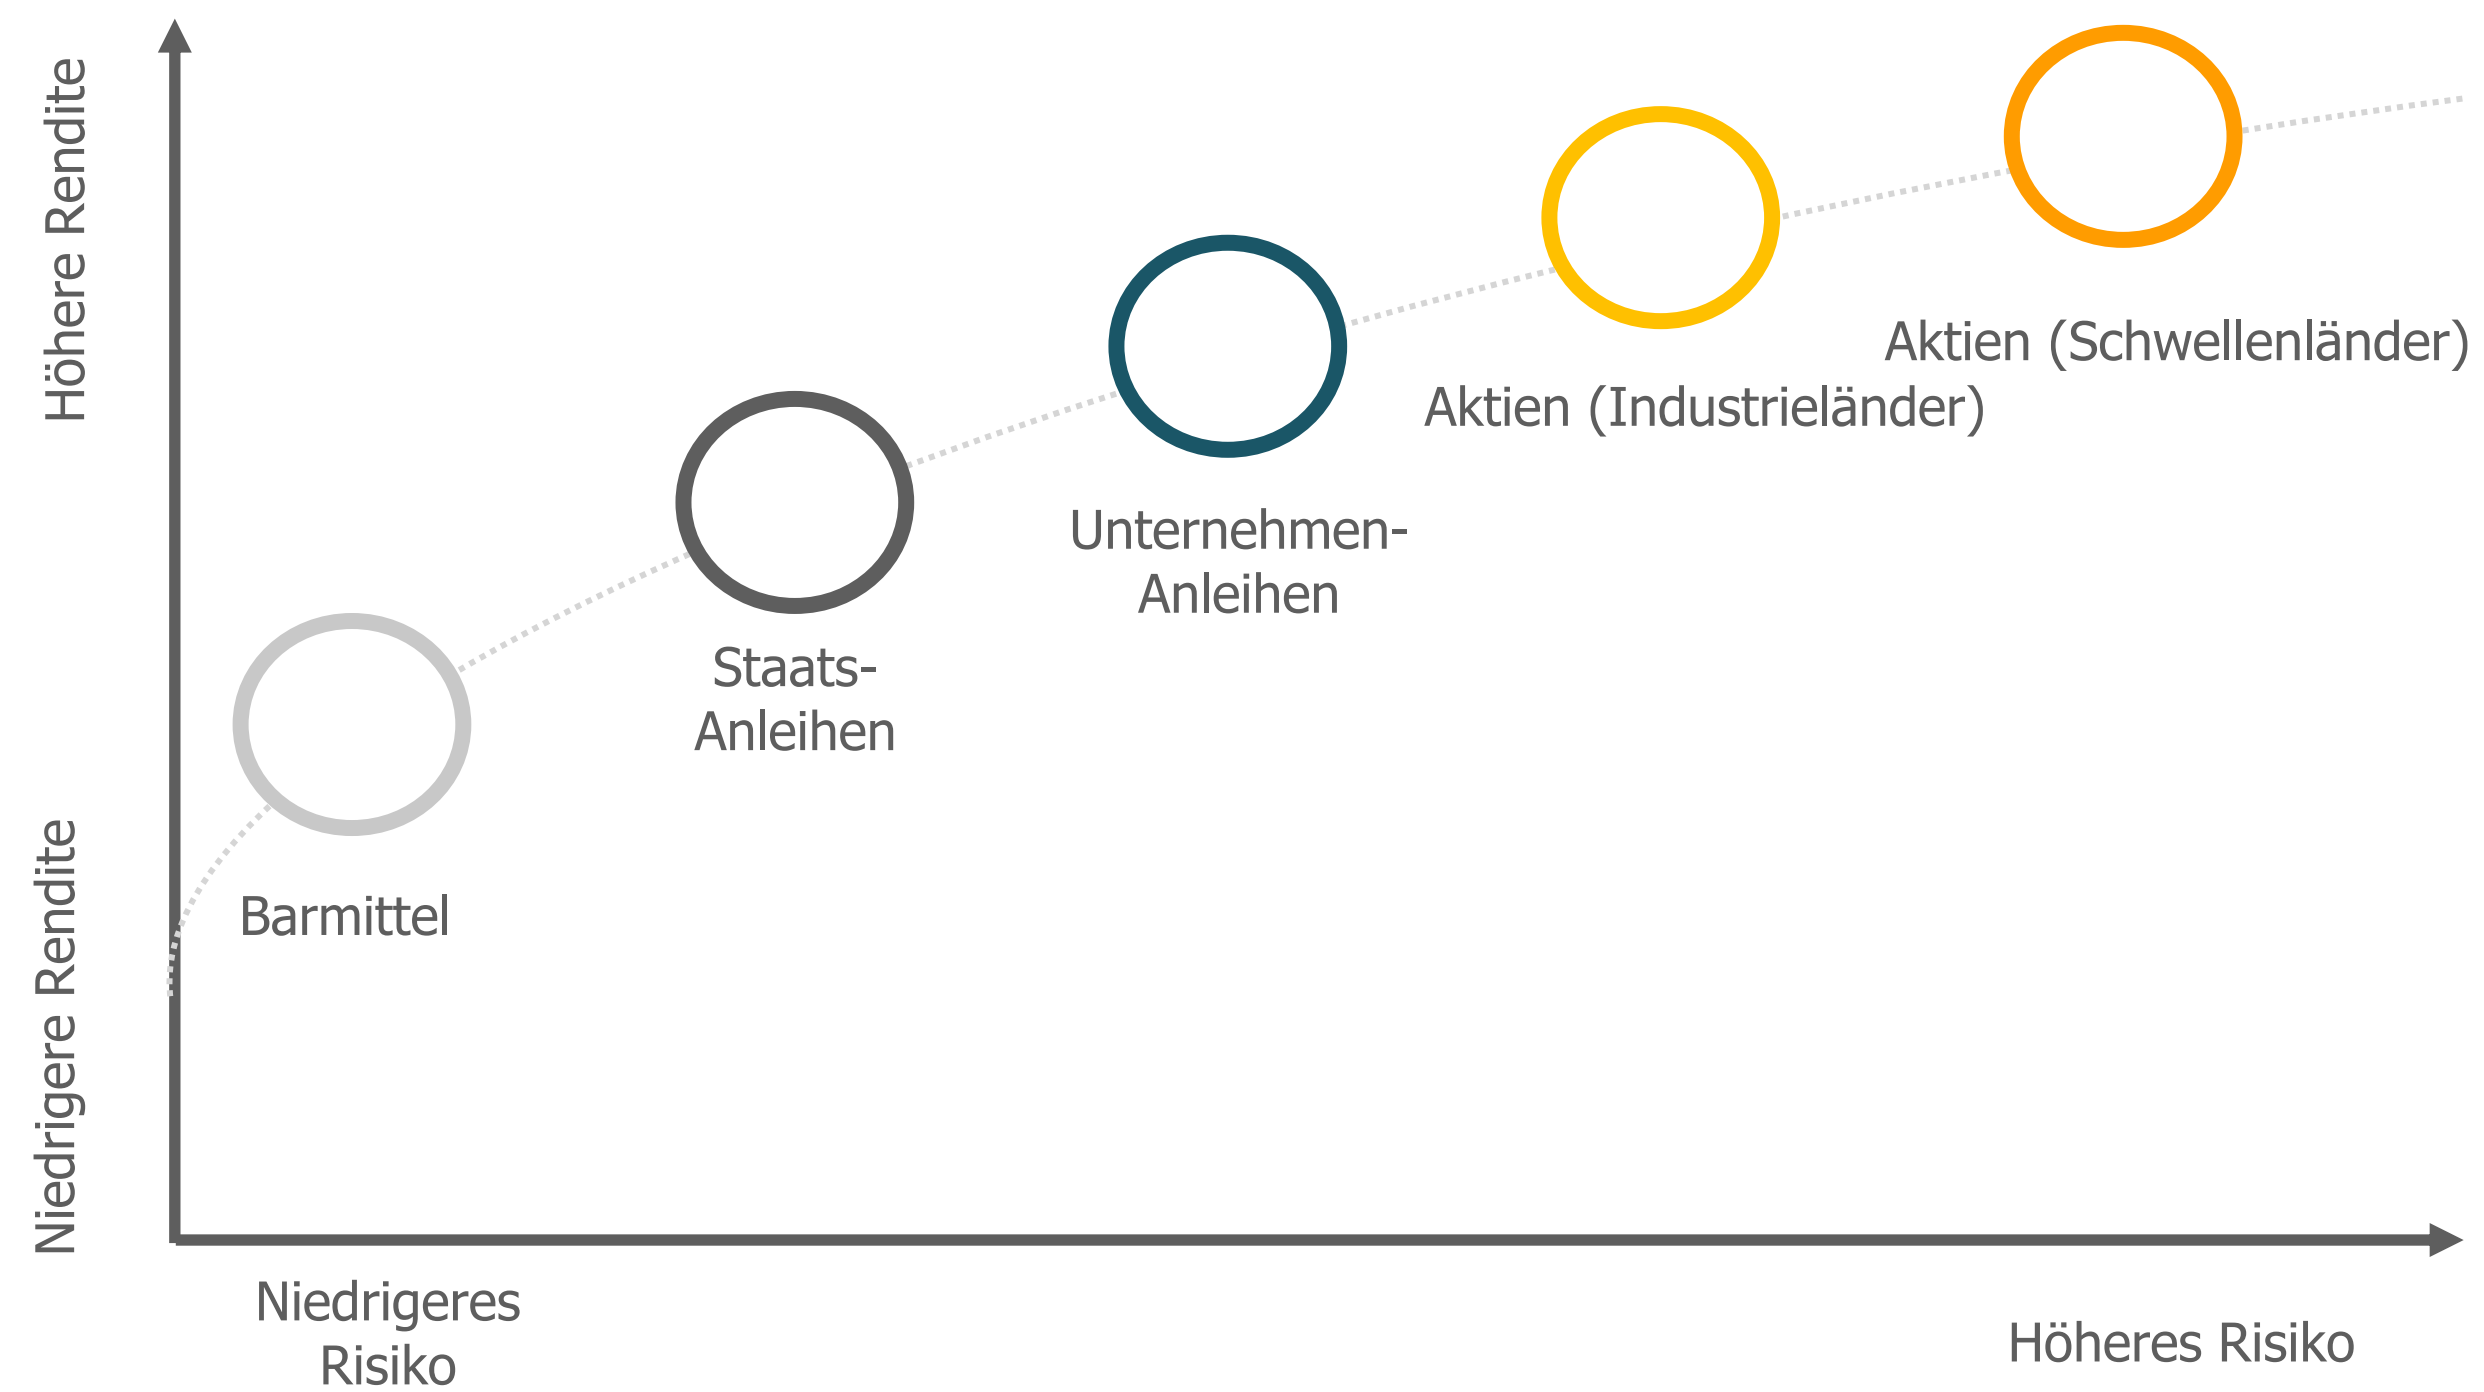 Höhere Rendite
Niedrigere Rendite
Aktien (Schwellenländer)
Aktien (Industrieländer)
Unternehmen-
Anleihen
Staats-
Anleihen
Barmittel
Niedrigeres
Risiko
Höheres Risiko